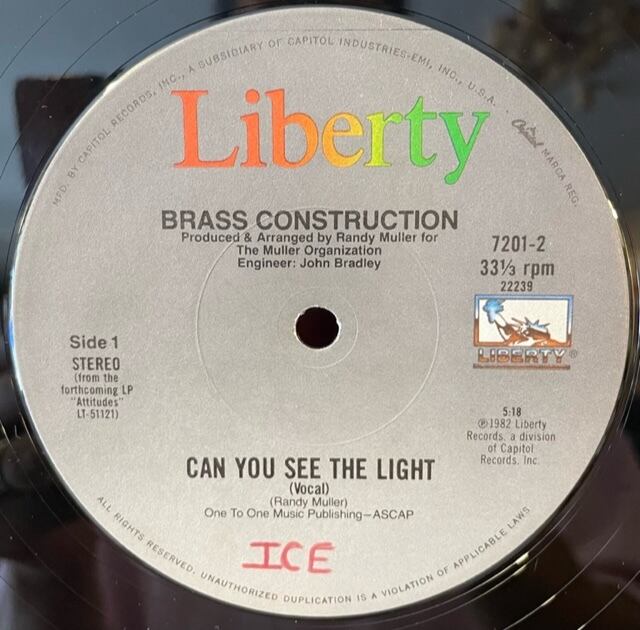 MFD. BY CAPITOL RECORDS, INC., A SUBSIDIARY OF CAPITOL INDUSTRIES-EMI, INC., U.S.A. · Capitol MARCA REG.
Liberty
BRASS CONSTRUCTION
Produced & Arranged by Randy Muller for
The Muller Organization
Engineer: John Bradley
7201-2
33⅓ rpm
22239
LIBERTY®
Side 1
STEREO
(from the
forthcoming LP
"Attitudes"
LT-51121)
5:18
℗1982 Liberty
Records, a division
of Capitol
Records, Inc.
CAN YOU SEE THE LIGHT
(Vocal)
(Randy Muller)
One To One Music Publishing—ASCAP
ICE
ALL RIGHTS RESERVED. UNAUTHORIZED DUPLICATION IS A VIOLATION OF APPLICABLE LAWS